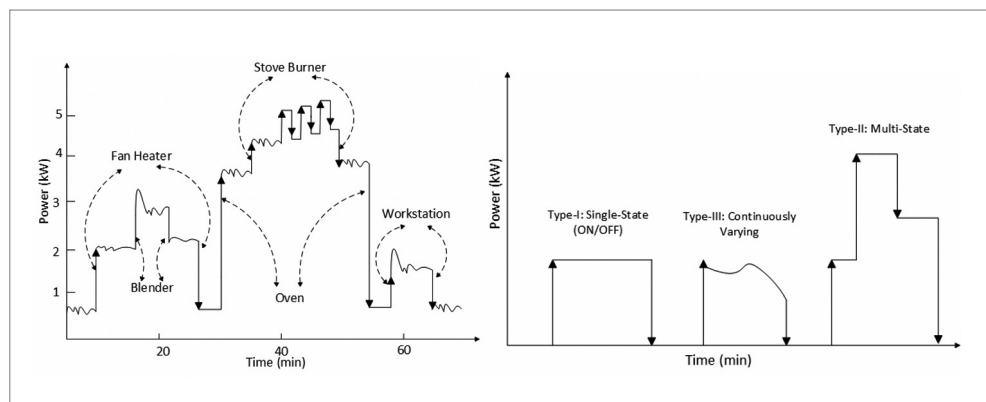 Stove Burner
Fan Heater
Workstation
Blender
Oven
Power (kW)
5
4
3
2
1
20
40
60
Time (min)
Type-II: Multi-State
Type-I: Single-State
(ON/OFF)
Type-III: Continuously
Varying
Power (kW)
Time (min)